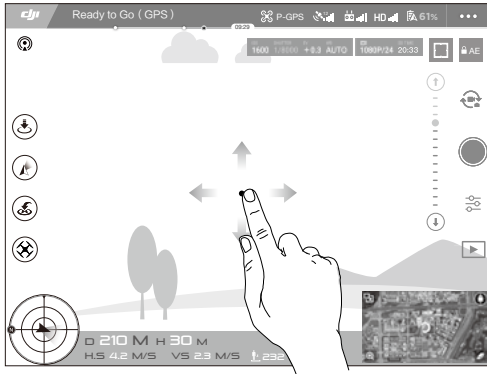 dji Ready to Go ( GPS ) P-GPS HD 61%
09:29
1600 1/8000 +0.3 AUTO 1080P/24 20:33 AE
N
D 210 M H 30 M
H.S 4.2 M/S VS 2.3 M/S 232